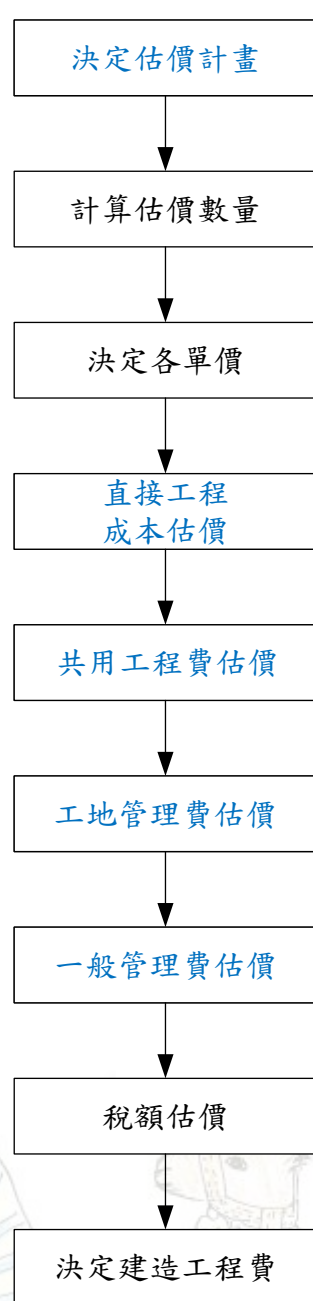 決定估價計畫
計算估價數量
決定各單價
直接工程
成本估價
共用工程費估價
工地管理費估價
一般管理費估價
稅額估價
決定建造工程費